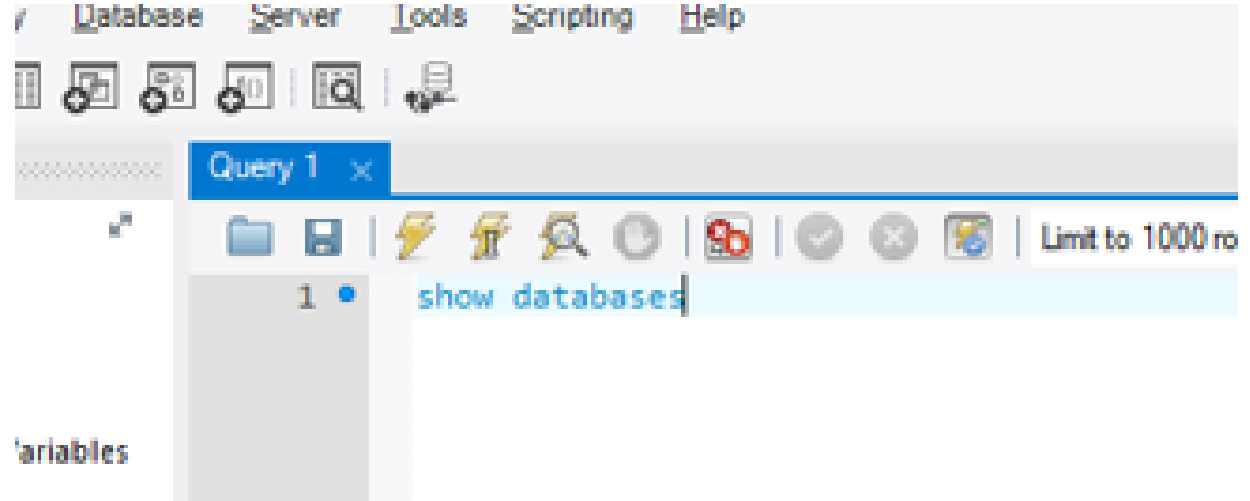 y Database Server Tools Scripting Help
Query 1
Limit to 1000 ro
1 show databases
ariables